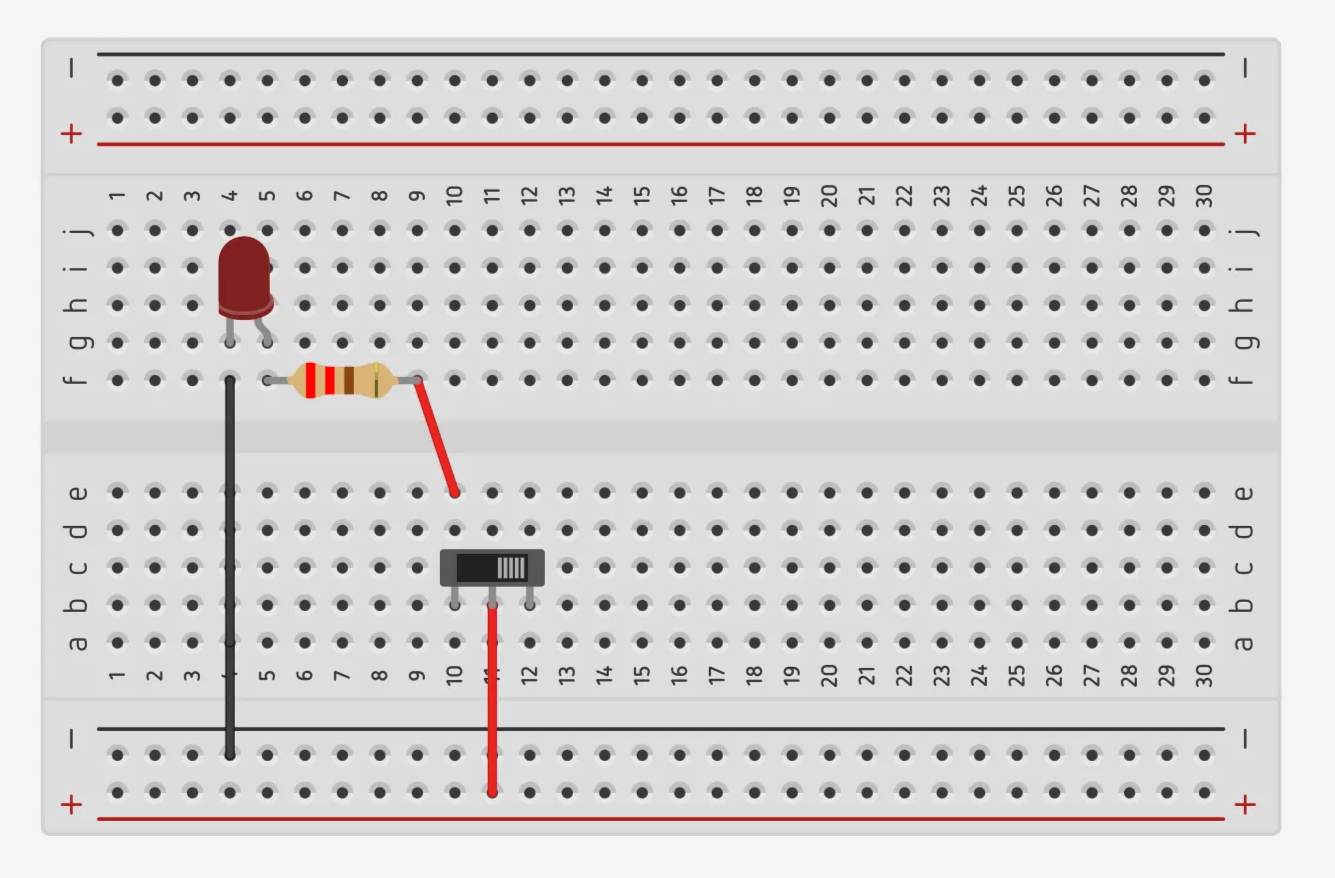 − −
+ +
1 2 3 4 5 6 7 8 9 10 11 12 13 14 15 16 17 18 19 20 21 22 23 24 25 26 27 28 29 30
j j
i i
h h
g g
f f
e e
d d
c c
b b
a a
1 2 3 4 5 6 7 8 9 10 11 12 13 14 15 16 17 18 19 20 21 22 23 24 25 26 27 28 29 30
− −
+ +